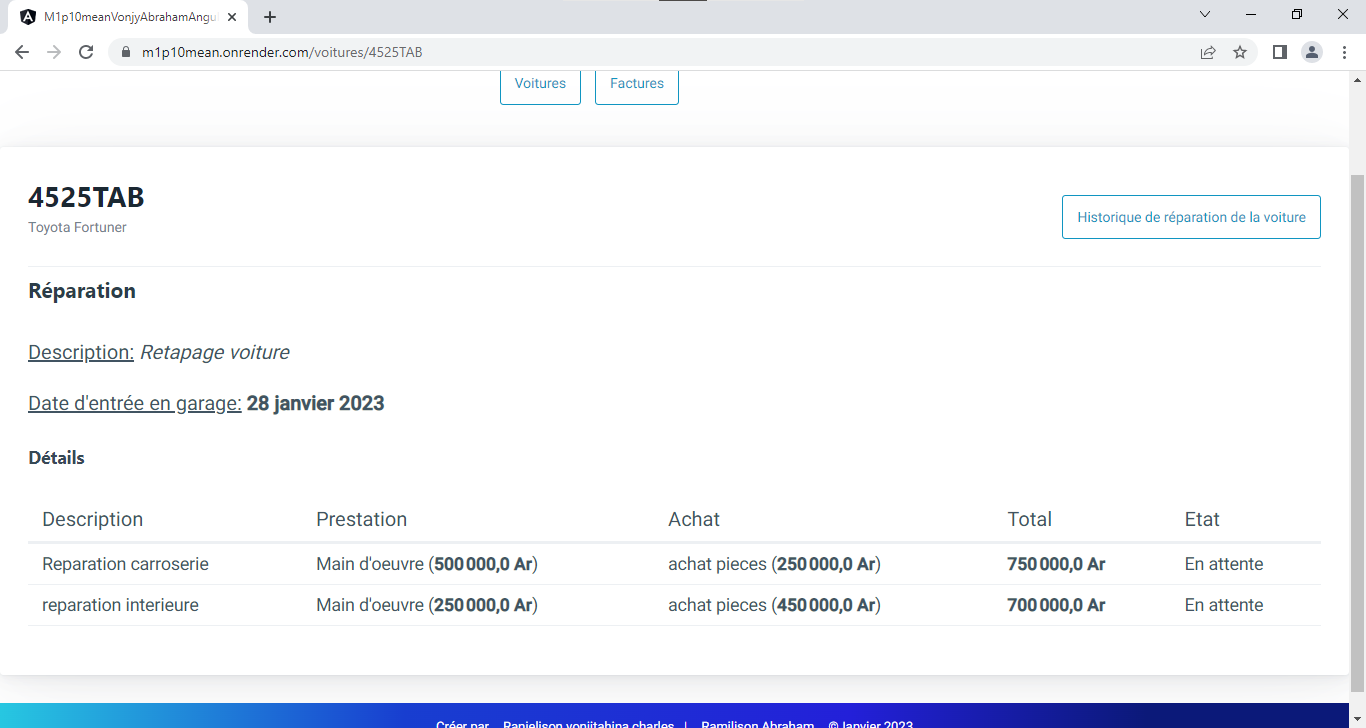 M1p10meanVonjyAbrahamAngu
m1p10mean.onrender.com/voitures/4525TAB
Voitures Factures
4525TAB
Toyota Fortuner
Historique de réparation de la voiture
Réparation
Description: Retapage voiture
Date d'entrée en garage: 28 janvier 2023
Détails
Description Prestation Achat Total Etat
Reparation carroserie Main d'oeuvre (500 000,0 Ar) achat pieces (250 000,0 Ar) 750 000,0 Ar En attente
reparation interieure Main d'oeuvre (250 000,0 Ar) achat pieces (450 000,0 Ar) 700 000,0 Ar En attente
Créer par Ranjelison vonjitahina charles | Ramilison Abraham ©Janvier 2023